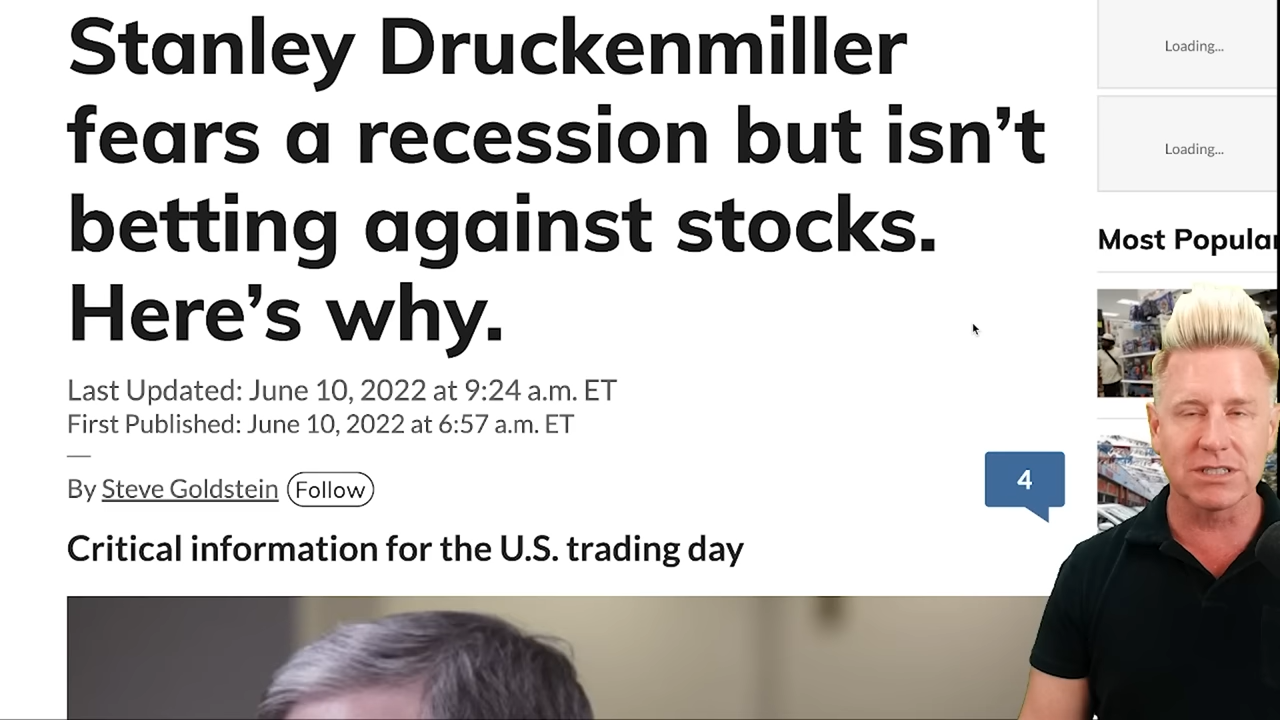 Stanley Druckenmiller
fears a recession but isn’t
betting against stocks.
Here’s why.
Last Updated: June 10, 2022 at 9:24 a.m. ET
First Published: June 10, 2022 at 6:57 a.m. ET
By Steve Goldstein Follow
4
Critical information for the U.S. trading day
Loading...
Loading...
Most Popular